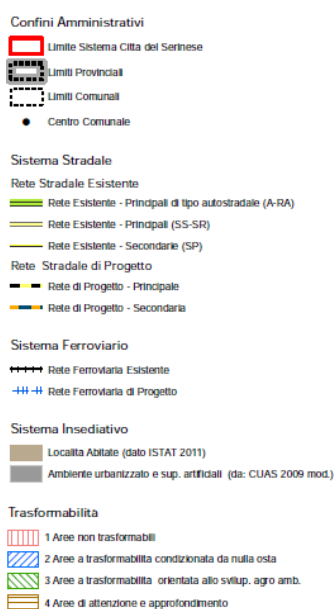 Confini Amministrativi
Limite Sistema Citta del Serinese
Limiti Provinciali
Limiti Comunali
Centro Comunale
Sistema Stradale
Rete Stradale Esistente
Rete Esistente - Principali di tipo autostradale (A-RA)
Rete Esistente - Principali (SS-SR)
Rete Esistente - Secondarie (SP)
Rete Stradale di Progetto
Rete di Progetto - Principale
Rete di Progetto - Secondaria
Sistema Ferroviario
Rete Ferroviaria Esistente
Rete Ferroviaria di Progetto
Sistema Insediativo
Localita Abitate (dato ISTAT 2011)
Ambiente urbanizzato e sup. artificiali (da: CUAS 2009 mod.)
Trasformabilità
1 Aree non trasformabili
2 Aree a trasformabilita condizionata da nulla osta
3 Aree a trasformabilita orientata allo svilup. agro amb.
4 Aree di attenzione e approfondimento